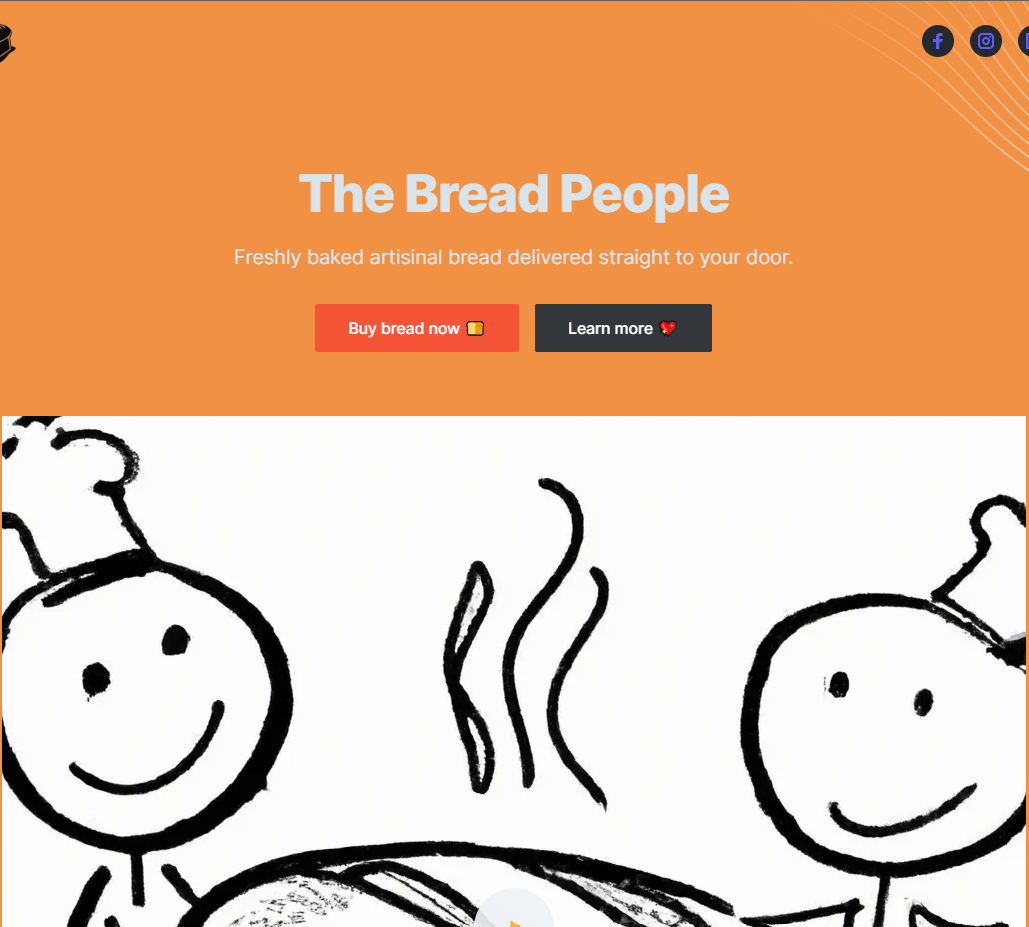 The Bread People
Freshly baked artisinal bread delivered straight to your door.
Buy bread now 🍞
Learn more 💖